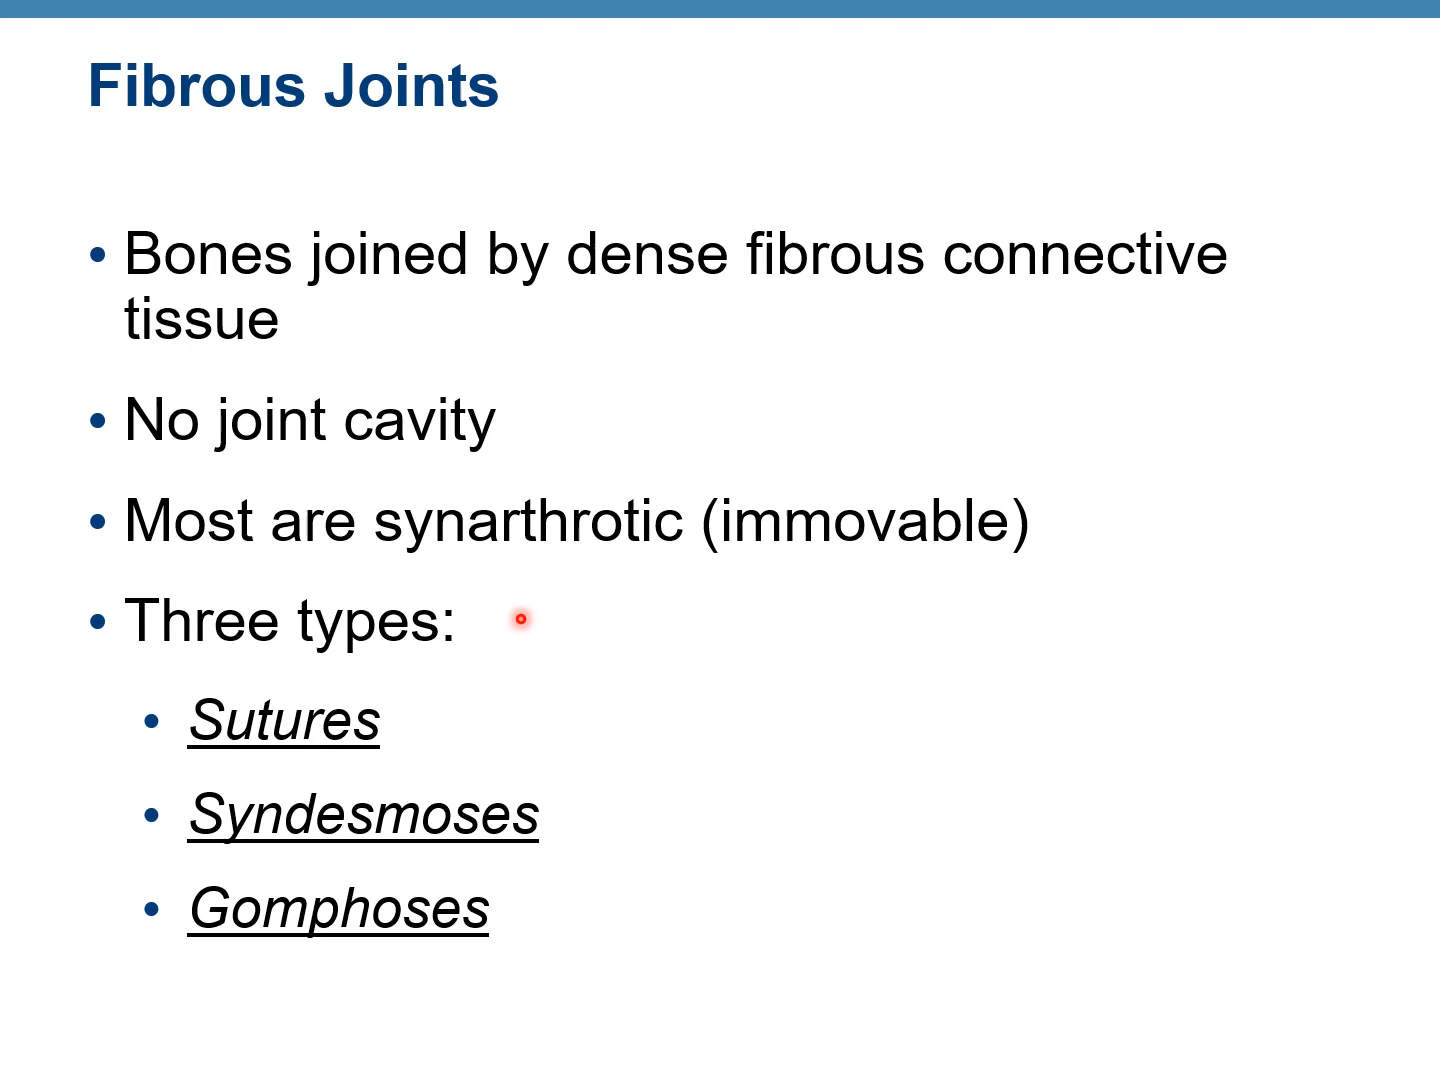 Fibrous Joints
• Bones joined by dense fibrous connective
tissue
• No joint cavity
• Most are synarthrotic (immovable)
• Three types:
• Sutures
• Syndesmoses
• Gomphoses